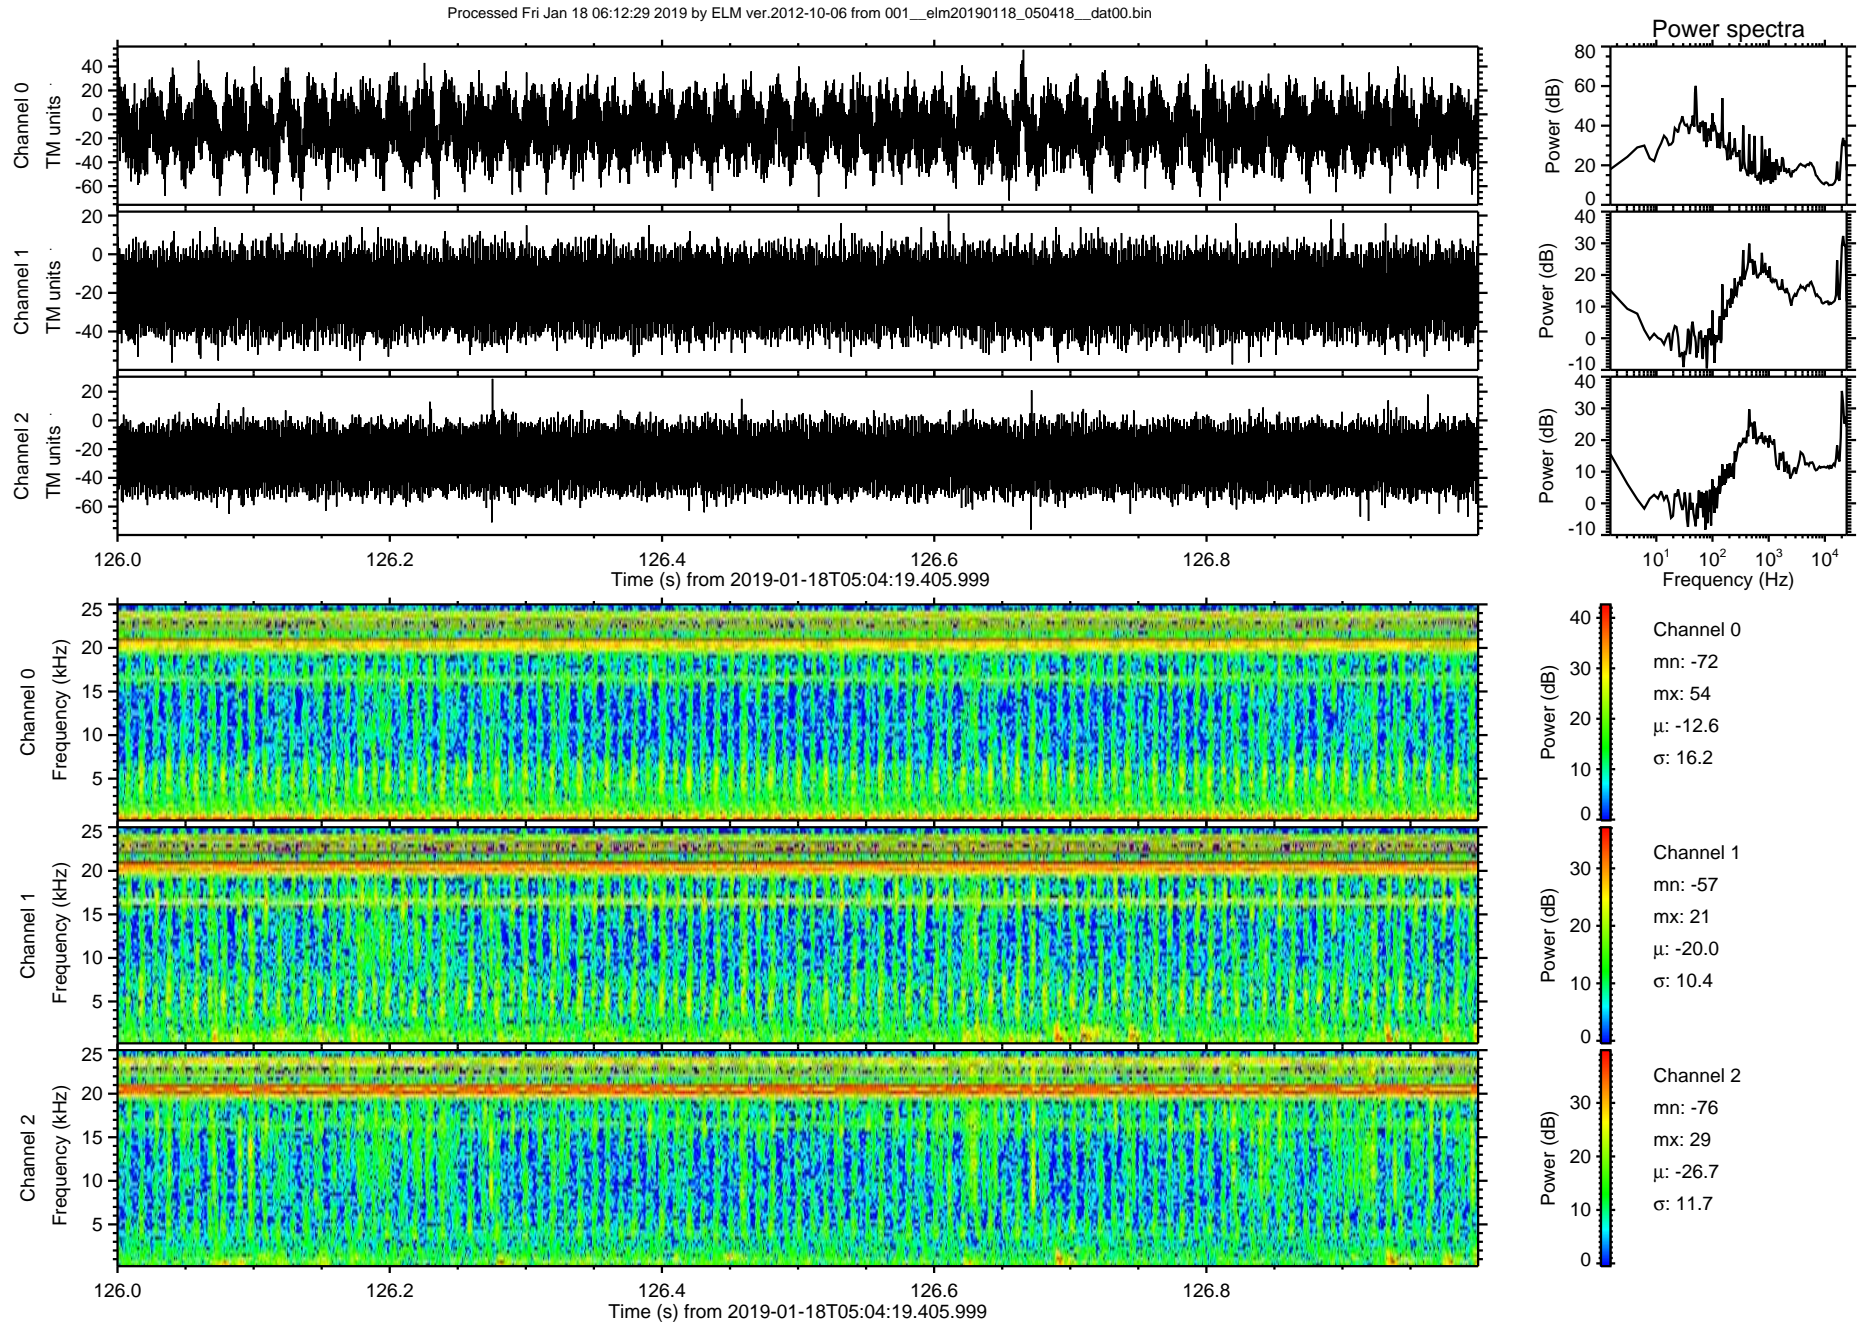 Processed Fri Jan 18 06:12:29 2019 by ELM ver.2012-10-06 from 001__elm20190118_050418__dat00.bin
Power spectra
Channel 0
TM units
40
20
0
-20
-40
-60
Power (dB)
80
60
40
20
0
Channel 1
TM units
20
0
-20
-40
Power (dB)
40
30
20
10
0
-10
Channel 2
TM units
20
0
-20
-40
-60
Power (dB)
40
30
20
10
0
-10
126.0 126.2 126.4 126.6 126.8
Time (s) from 2019-01-18T05:04:19.405.999
10^1 10^2 10^3 10^4
Frequency (Hz)
Channel 0
Frequency (kHz)
25
20
15
10
5
Power (dB)
40
30
20
10
0
Channel 0
mn: -72
mx: 54
μ: -12.6
σ: 16.2
Channel 1
Frequency (kHz)
25
20
15
10
5
Power (dB)
30
20
10
0
Channel 1
mn: -57
mx: 21
μ: -20.0
σ: 10.4
Channel 2
Frequency (kHz)
25
20
15
10
5
Power (dB)
30
20
10
0
Channel 2
mn: -76
mx: 29
μ: -26.7
σ: 11.7
126.0 126.2 126.4 126.6 126.8
Time (s) from 2019-01-18T05:04:19.405.999